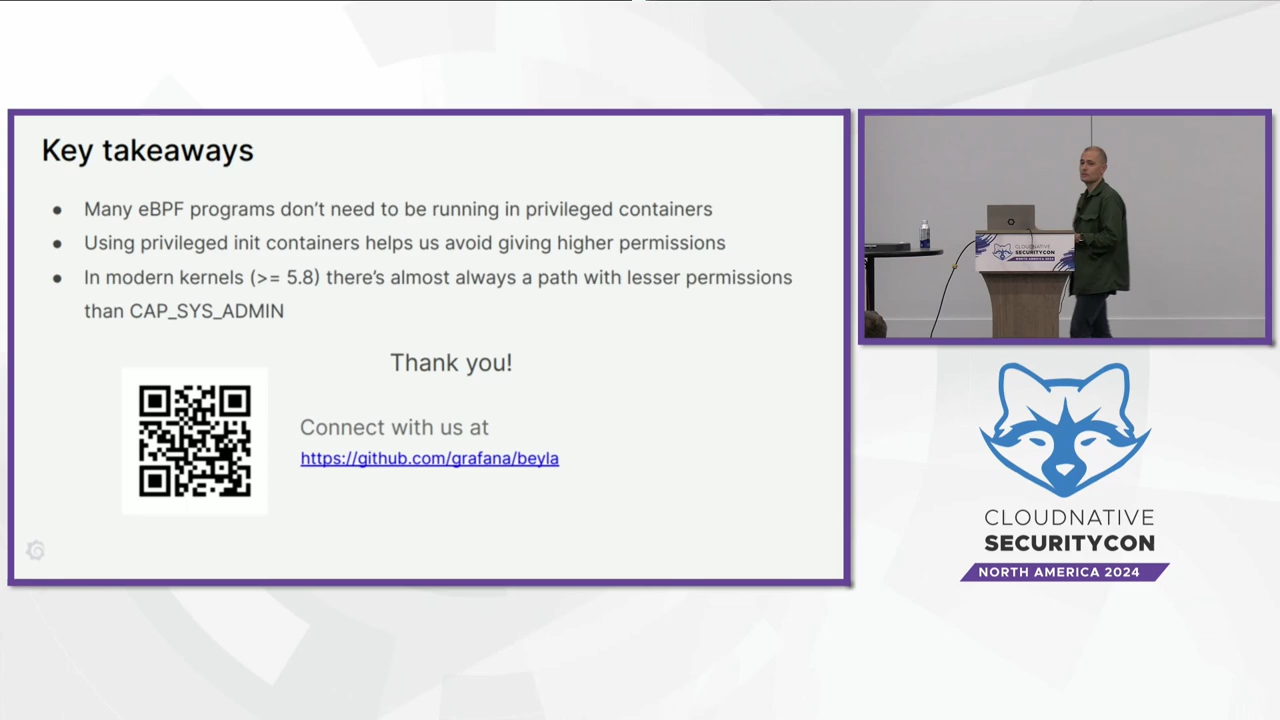 Key takeaways
● Many eBPF programs don’t need to be running in privileged containers
● Using privileged init containers helps us avoid giving higher permissions
● In modern kernels (>= 5.8) there’s almost always a path with lesser permissions
than CAP_SYS_ADMIN
Thank you!
Connect with us at
https://github.com/grafana/beyla
CLOUDNATIVE
SECURITYCON
CLOUDNATIVE
SECURITYCON
NORTH AMERICA 2024